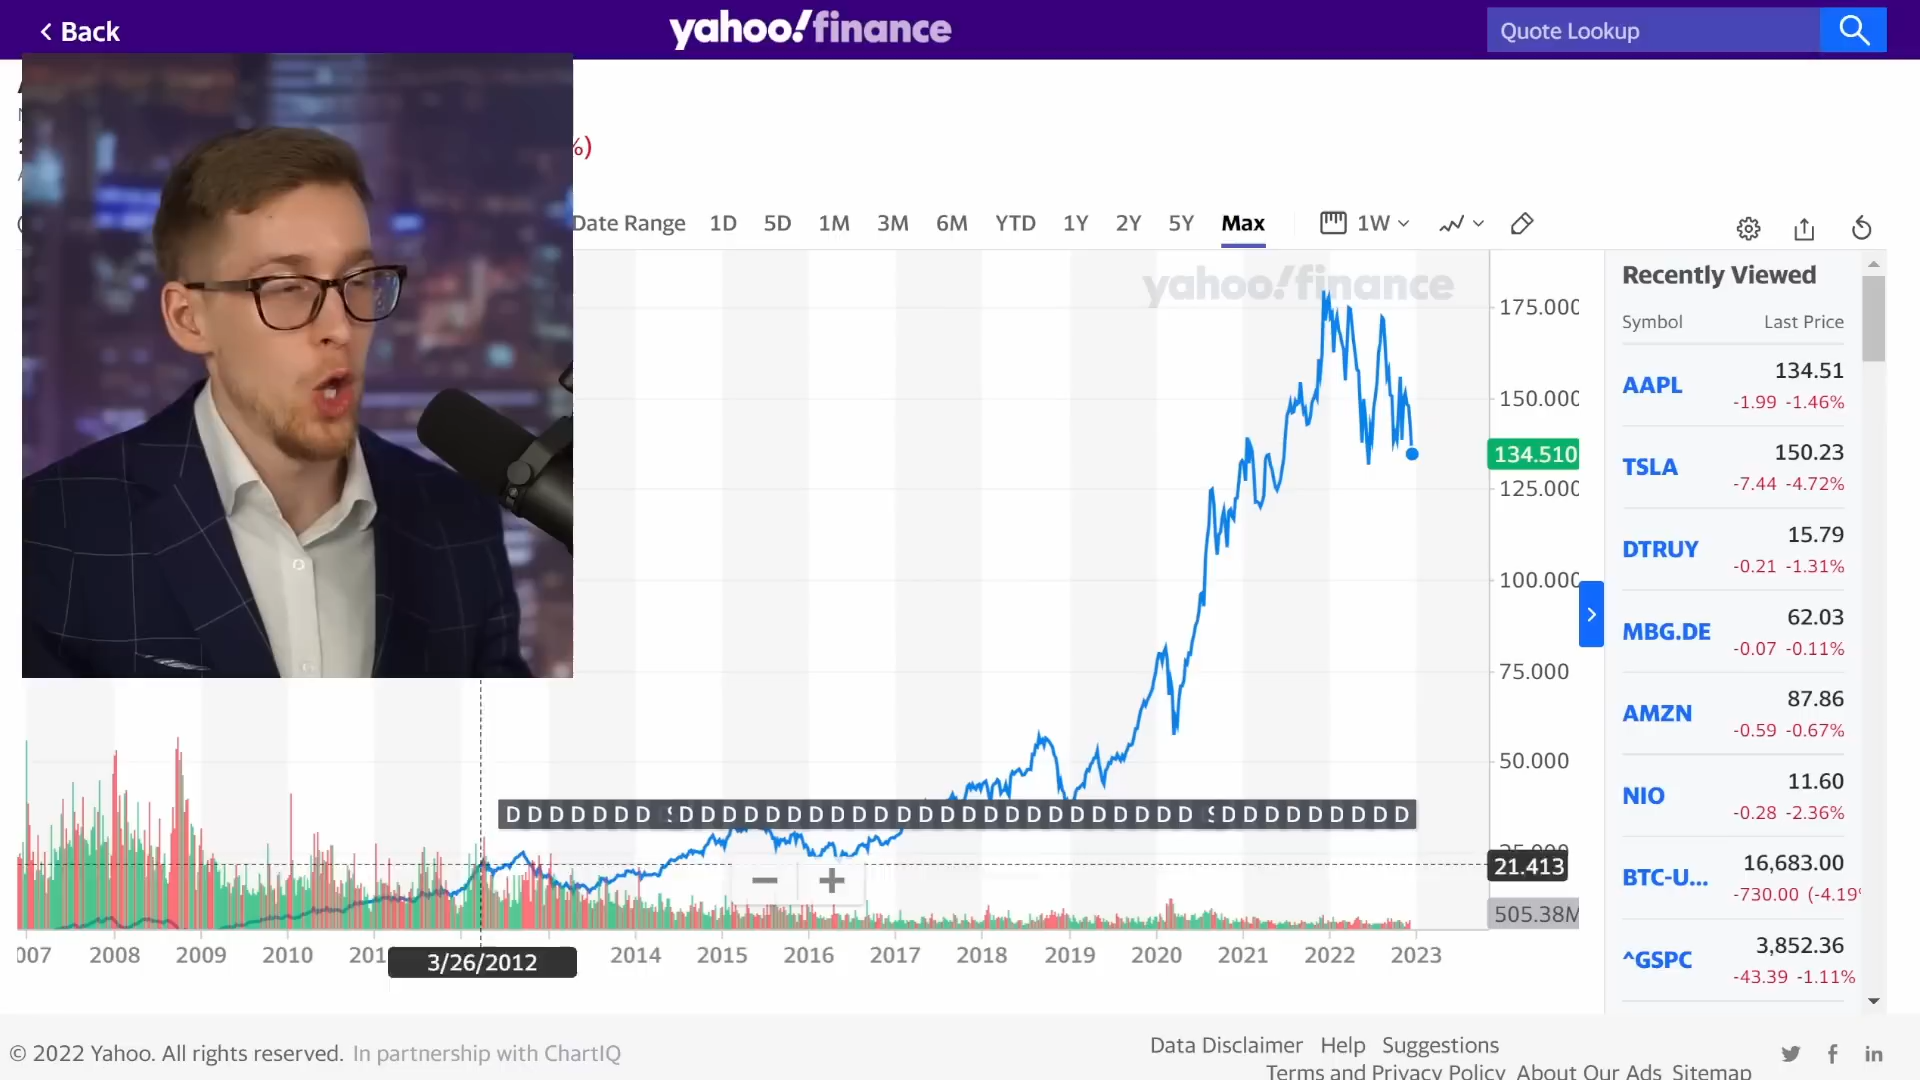 Back
yahoo!finance
Quote Lookup
%)
Date Range 1D 5D 1M 3M 6M YTD 1Y 2Y 5Y Max 1W
yahoo!finance
175.000
150.000
134.510
125.000
100.000
75.000
50.000
25.000
21.413
505.38M
D D D D D D D S D D D D D D D D D D D D D D D D D D D D D D D D S D D D D D D D D D
007 2008 2009 2010 201 3/26/2012 2014 2015 2016 2017 2018 2019 2020 2021 2022 2023
Recently Viewed
Symbol Last Price
AAPL 134.51
-1.99 -1.46%
TSLA 150.23
-7.44 -4.72%
DTRUY 15.79
-0.21 -1.31%
MBG.DE 62.03
-0.07 -0.11%
AMZN 87.86
-0.59 -0.67%
NIO 11.60
-0.28 -2.36%
BTC-U... 16,683.00
-730.00 (-4.19%
^GSPC 3,852.36
-43.39 -1.11%
© 2022 Yahoo. All rights reserved. In partnership with ChartIQ
Data Disclaimer Help Suggestions
Terms and Privacy Policy About Our Ads Sitemap